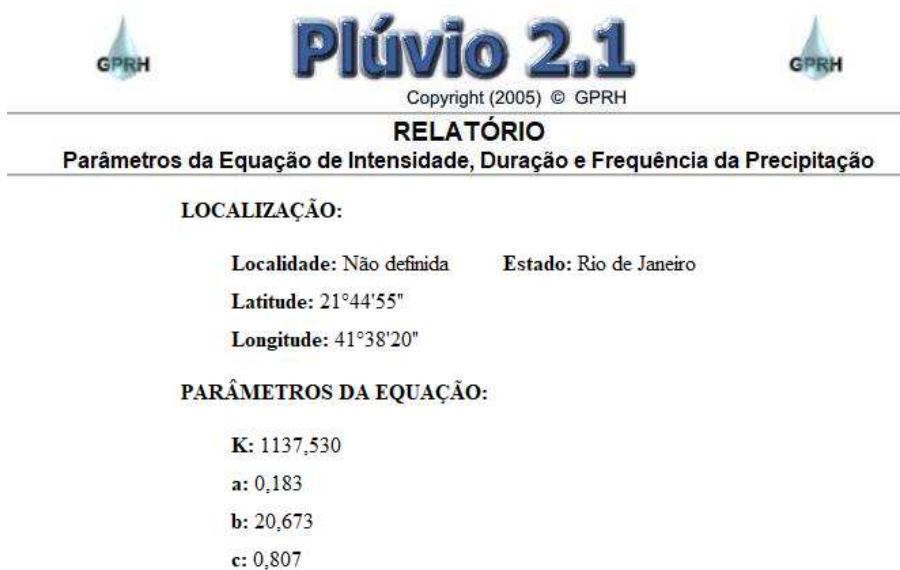 GPRH
Plúvio 2.1
GPRH
Copyright (2005) © GPRH
RELATÓRIO
Parâmetros da Equação de Intensidade, Duração e Frequência da Precipitação
LOCALIZAÇÃO:
Localidade: Não definida Estado: Rio de Janeiro
Latitude: 21°44'55"
Longitude: 41°38'20"
PARÂMETROS DA EQUAÇÃO:
K: 1137,530
a: 0,183
b: 20,673
c: 0,807